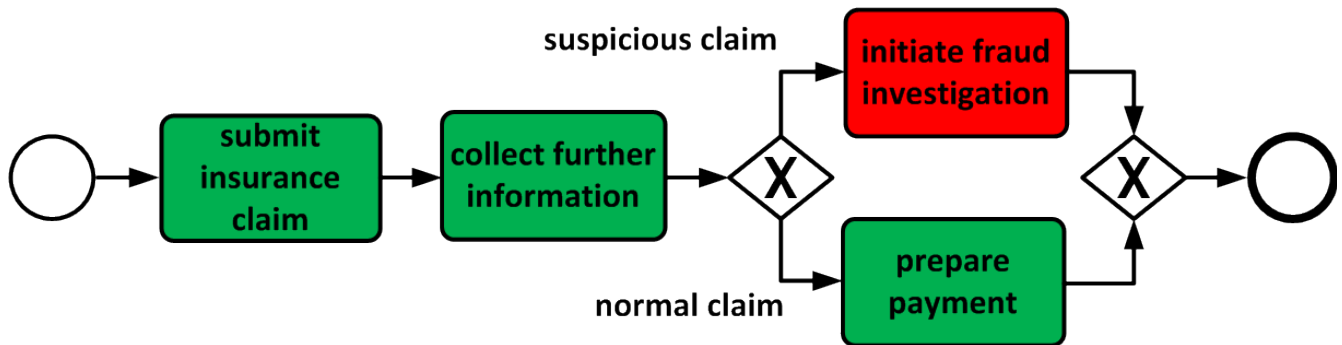 submit
insurance
claim
collect further
information
X
suspicious claim
initiate fraud
investigation
normal claim
prepare
payment
X